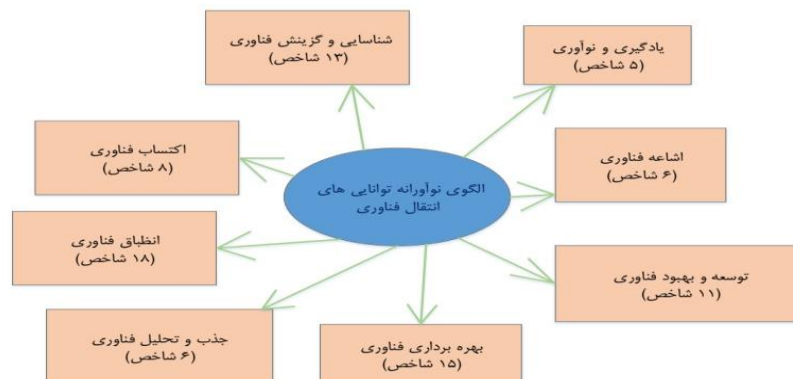 شناسایی و گزینش فناوری
(۱۳ شاخص)
یادگیری و نوآوری
(۵ شاخص)
اکتساب فناوری
(۸ شاخص)
اشاعه فناوری
(۶ شاخص)
الگوی نوآورانه توانایی های
انتقال فناوری
انظباق فناوری
(۱۸ شاخص)
توسعه و بهبود فناوری
(۱۱ شاخص)
جذب و تحلیل فناوری
(۶ شاخص)
بهره برداری فناوری
(۱۵ شاخص)